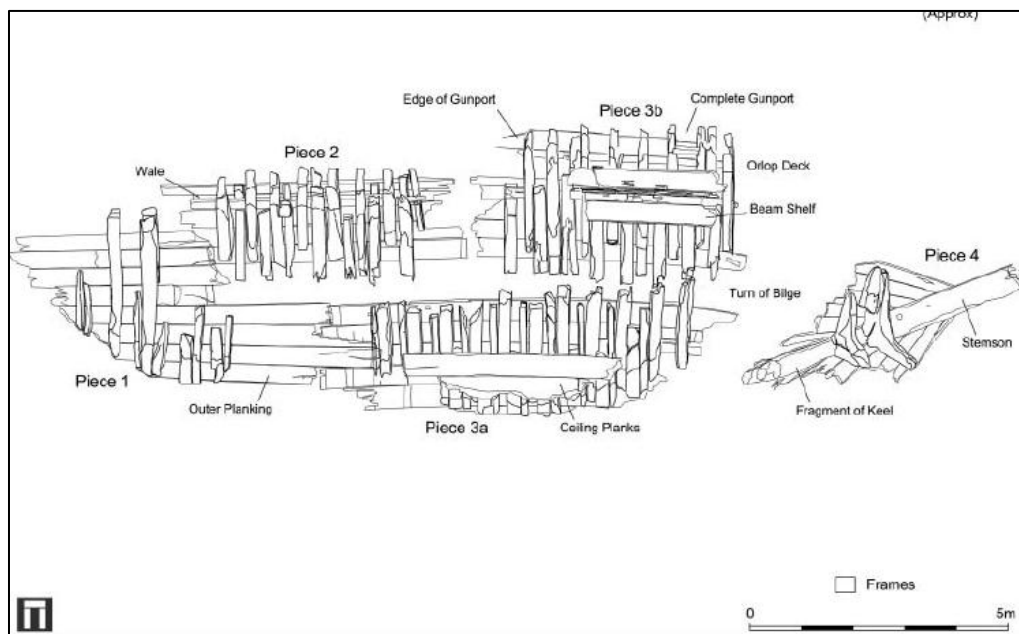 (Approx)
Edge of Gunport
Complete Gunport
Piece 3b
Piece 2
Wale
Orlop Deck
Beam Shelf
Piece 4
Turn of Bilge
Stemson
Piece 1
Outer Planking
Piece 3a
Ceiling Planks
Fragment of Keel
Frames
0
5m